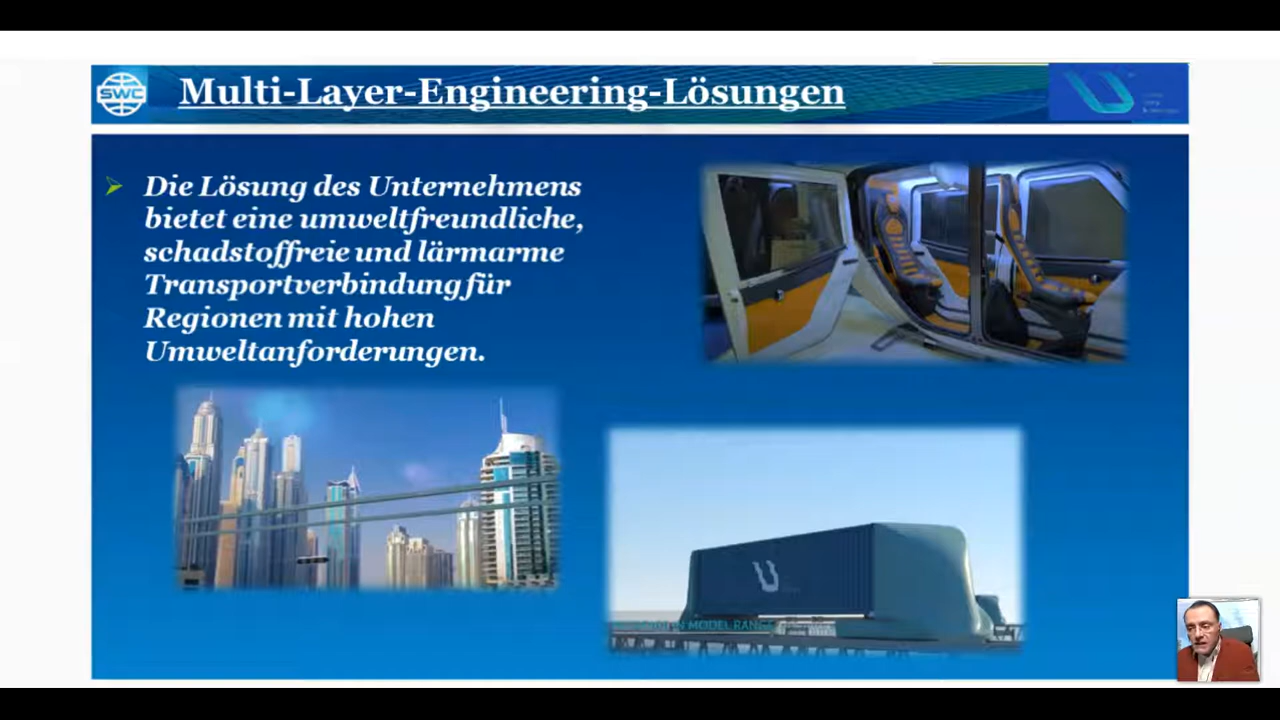 SWC
Multi-Layer-Engineering-Lösungen
Die Lösung des Unternehmens
bietet eine umweltfreundliche,
schadstoffreie und lärmarme
Transportverbindung für
Regionen mit hohen
Umweltanforderungen.
MODEL RANGE